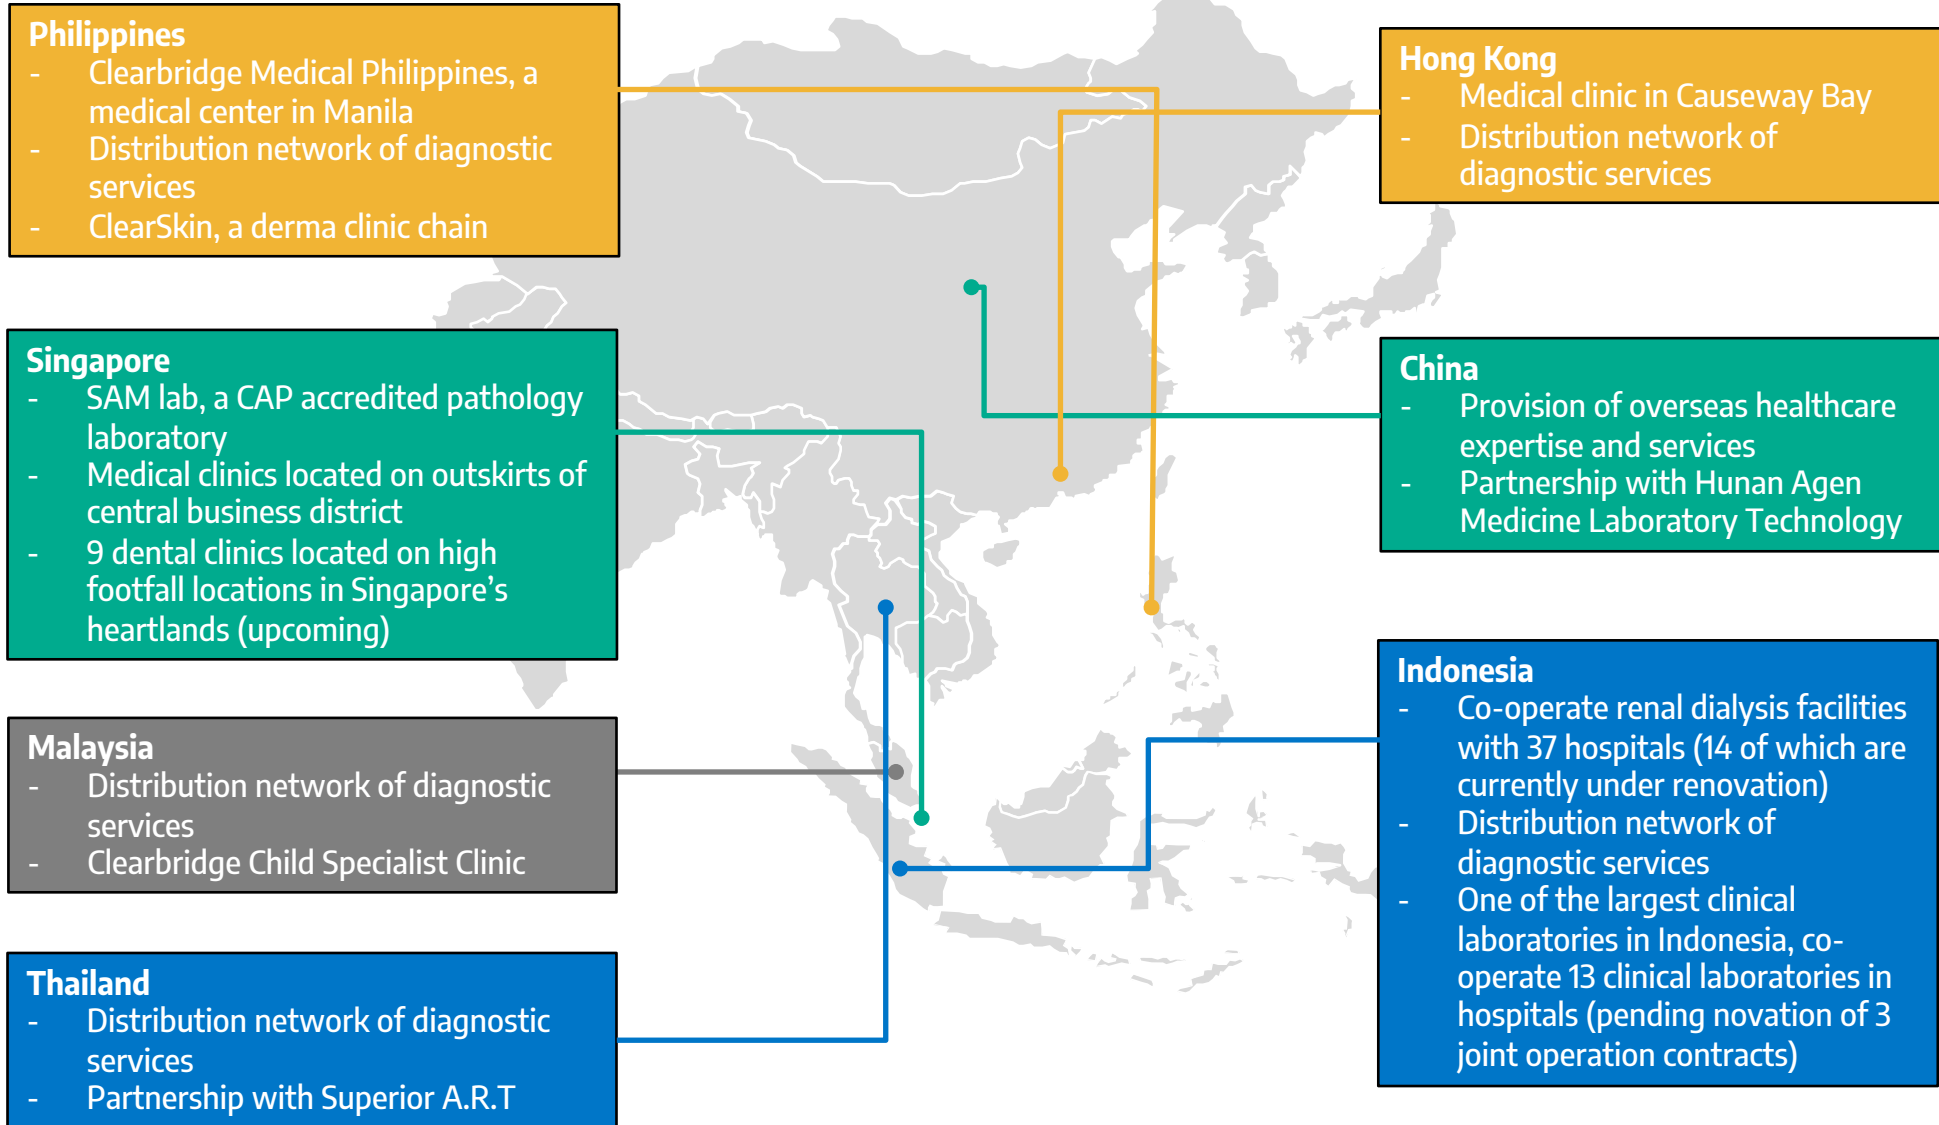 Philippines
- Clearbridge Medical Philippines, a
medical center in Manila
- Distribution network of diagnostic
services
- ClearSkin, a derma clinic chain
Singapore
- SAM lab, a CAP accredited pathology
laboratory
- Medical clinics located on outskirts of
central business district
- 9 dental clinics located on high
footfall locations in Singapore’s
heartlands (upcoming)
Malaysia
- Distribution network of diagnostic
services
- Clearbridge Child Specialist Clinic
Thailand
- Distribution network of diagnostic
services
- Partnership with Superior A.R.T
Hong Kong
- Medical clinic in Causeway Bay
- Distribution network of
diagnostic services
China
- Provision of overseas healthcare
expertise and services
- Partnership with Hunan Agen
Medicine Laboratory Technology
Indonesia
- Co-operate renal dialysis facilities
with 37 hospitals (14 of which are
currently under renovation)
- Distribution network of
diagnostic services
- One of the largest clinical
laboratories in Indonesia, co-
operate 13 clinical laboratories in
hospitals (pending novation of 3
joint operation contracts)